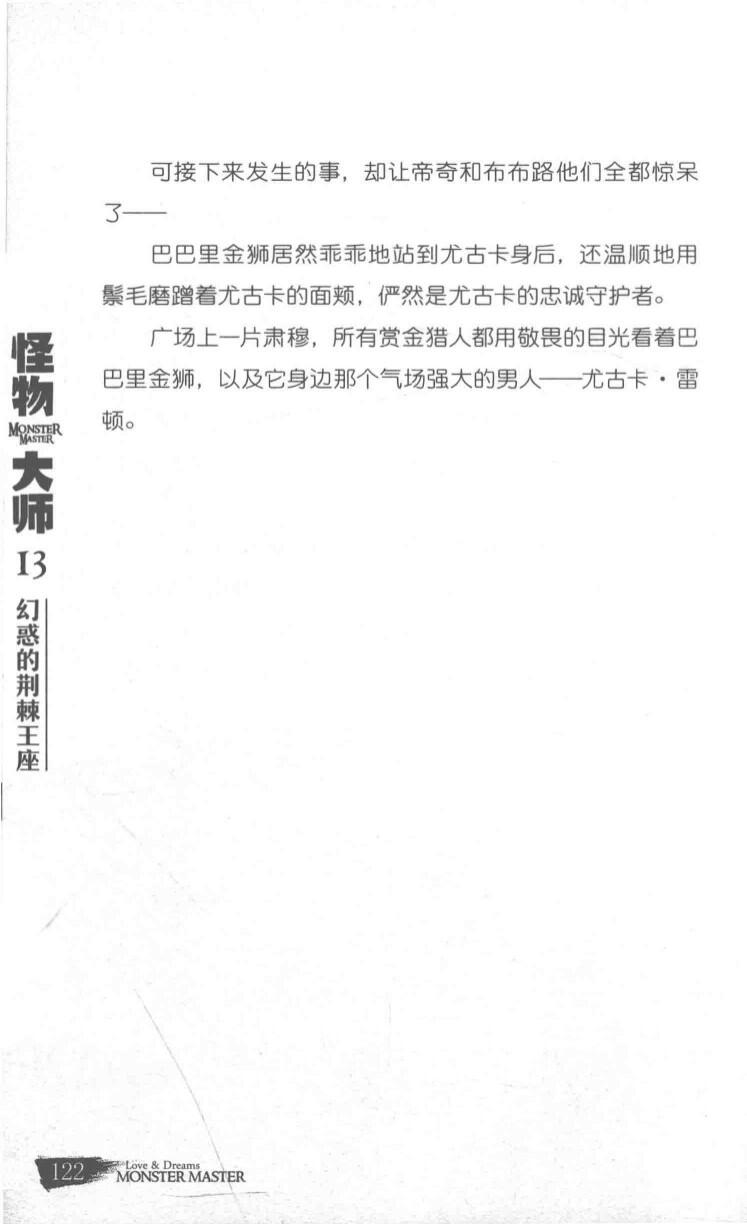 可接下来发生的事，却让帝奇和布布路他们全都惊呆
了——
巴巴里金狮居然乖乖地站到尤古卡身后，还温顺地用
鬃毛磨蹭着尤古卡的面颊，俨然是尤古卡的忠诚守护者。
广场上一片肃穆，所有赏金猎人都用敬畏的目光看着巴
巴里金狮，以及它身边那个气场强大的男人——尤古卡·雷
顿。
怪物
MONSTER
MASTER
大师
13
幻惑的荆棘王座
122
Love & Dreams
MONSTER MASTER